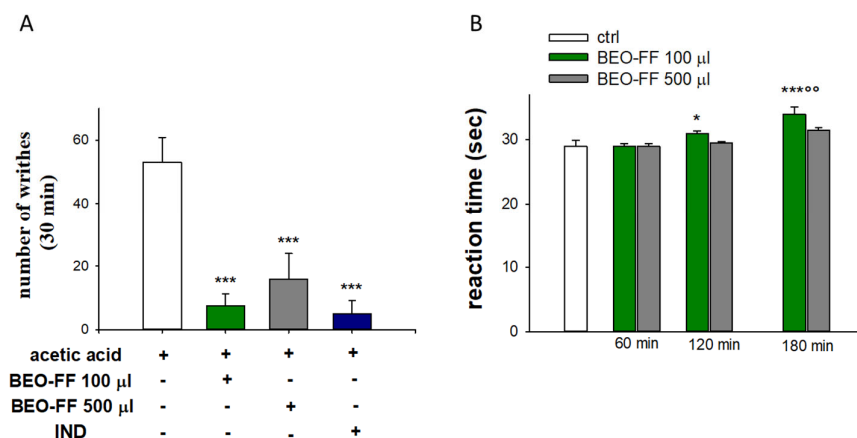 A
number of writhes
(30 min)
60
40
20
0
***
***
***
acetic acid + + + +
BEO-FF 100 µl - + - -
BEO-FF 500 µl - - + -
IND - - - +
B
ctrl
BEO-FF 100 µl
BEO-FF 500 µl
reaction time (sec)
30
20
10
0
*
***°°
60 min 120 min 180 min